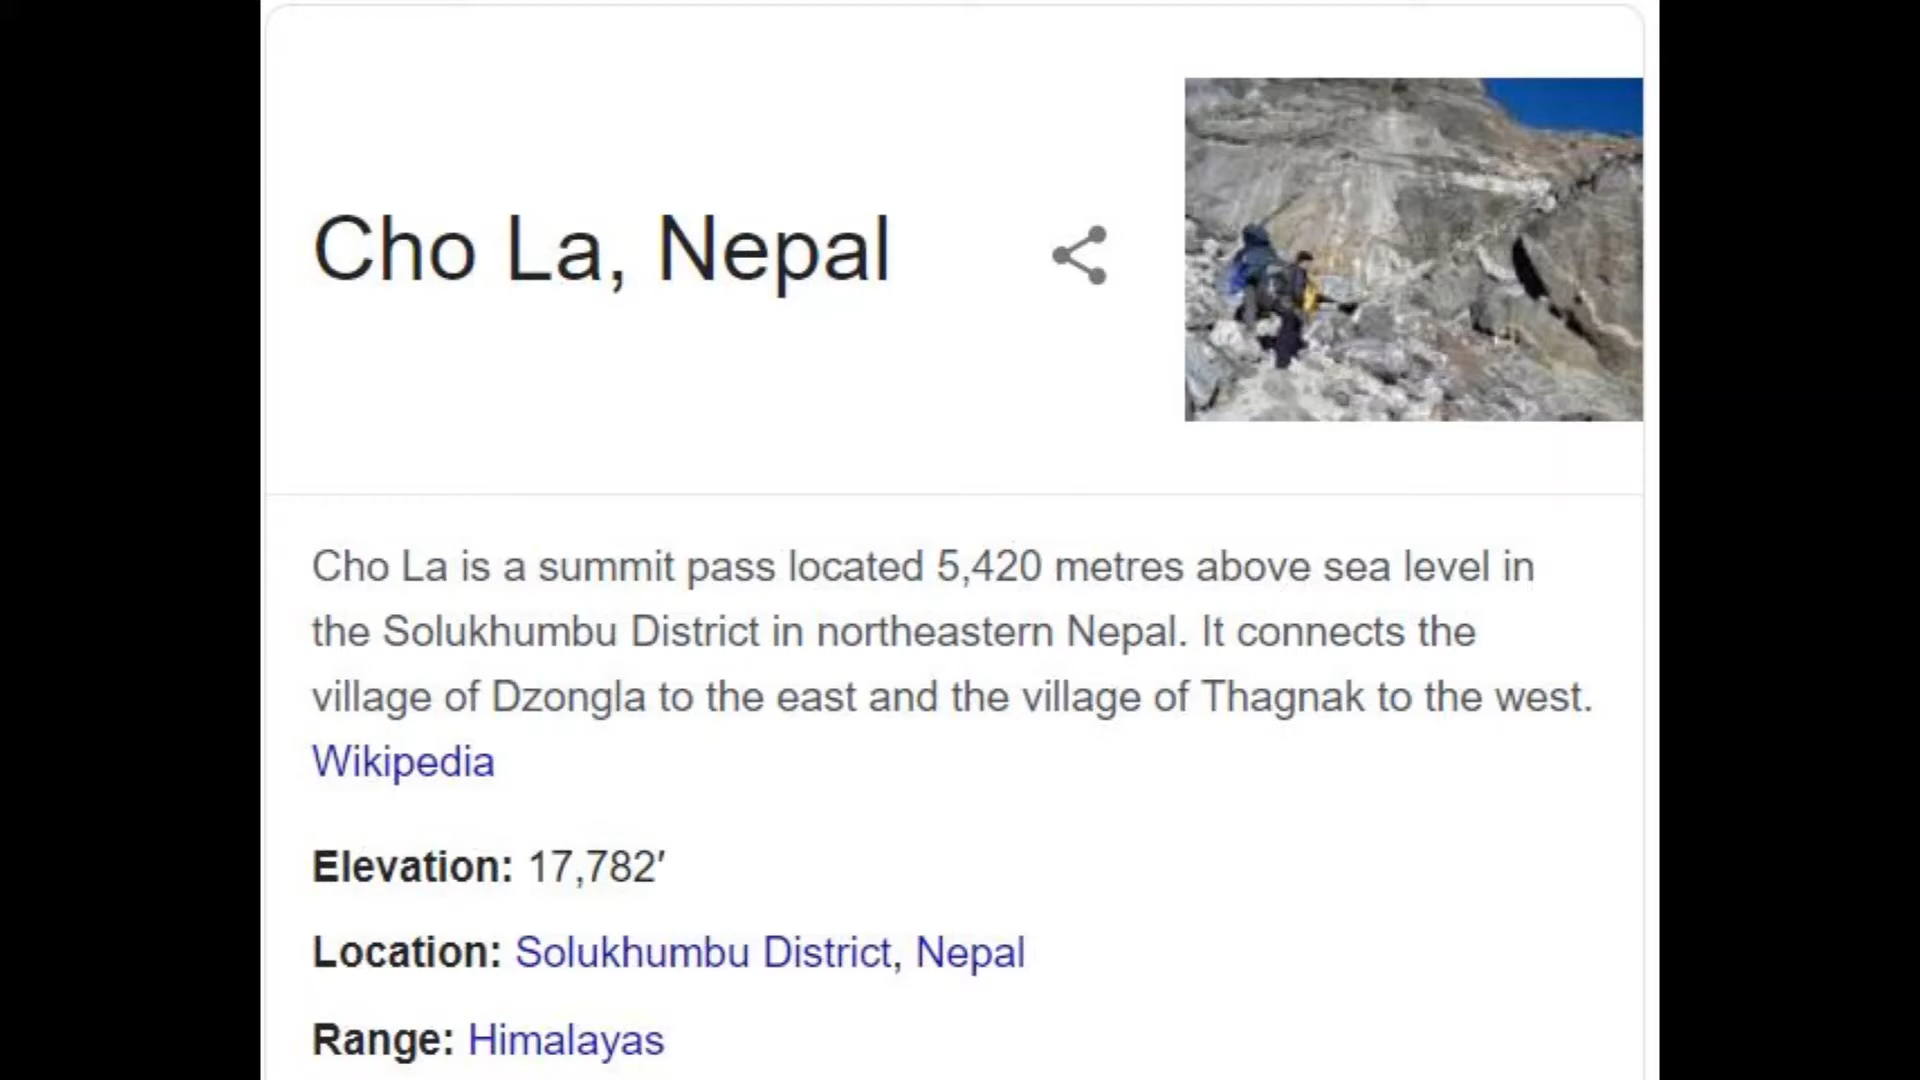 Cho La, Nepal
Cho La is a summit pass located 5,420 metres above sea level in
the Solukhumbu District in northeastern Nepal. It connects the
village of Dzongla to the east and the village of Thagnak to the west.
Wikipedia
Elevation: 17,782′
Location: Solukhumbu District, Nepal
Range: Himalayas